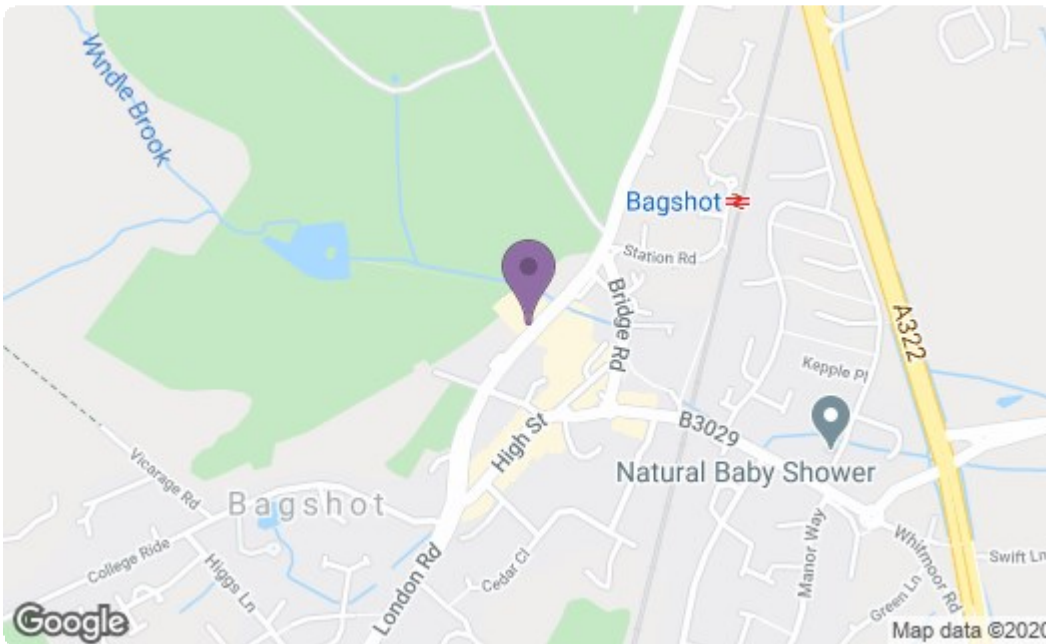 Windle Brook
Bagshot
Station Rd
Bridge Rd
A322
Kepple Pl
High St
B3029
Natural Baby Shower
Vicarage Rd
Bagshot
College Ride
Higgs Ln
London Rd
Cedar Cl
Manor Way
Whitmoor Rd
Swift Ln
Green Ln
Google
Map data ©2020